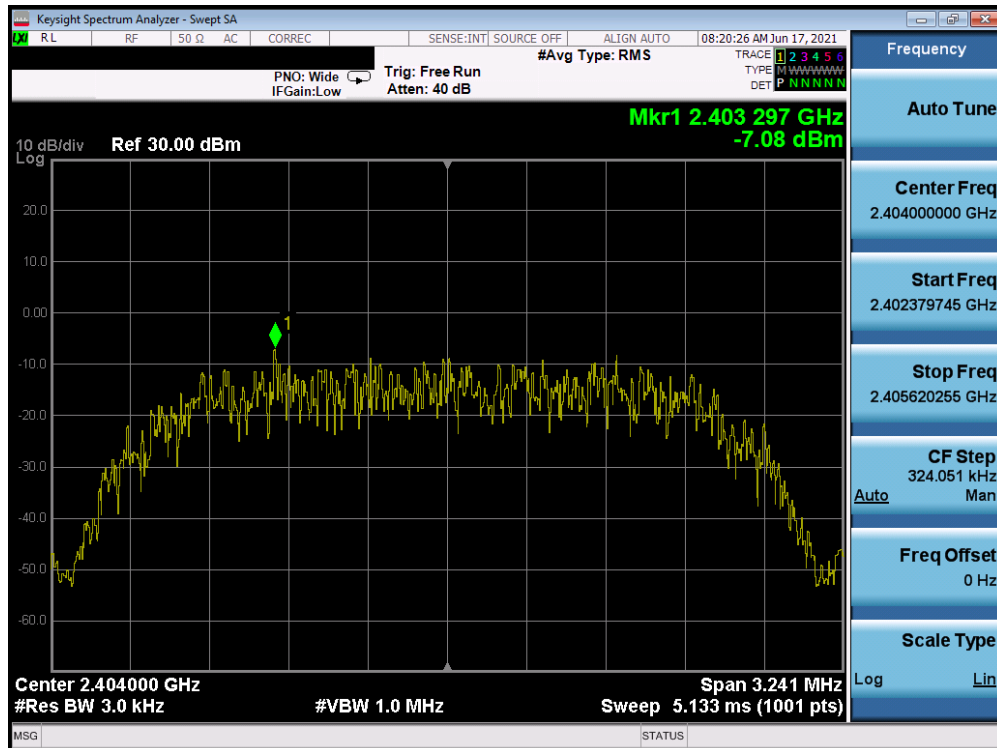 Keysight Spectrum Analyzer - Swept SA
LXI RL RF 50 Ω AC CORREC SENSE:INT SOURCE OFF ALIGN AUTO 08:20:26 AM Jun 17, 2021
#Avg Type: RMS
TRACE 1 2 3 4 5 6
PNO: Wide Trig: Free Run
TYPE M WWWWW
IFGain:Low Atten: 40 dB
DET P N N N N N
Mkr1 2.403 297 GHz
-7.08 dBm
10 dB/div Ref 30.00 dBm
Log
20.0
10.0
0.00
1
-10.0
-20.0
-30.0
-40.0
-50.0
-60.0
Center 2.404000 GHz Span 3.241 MHz
#Res BW 3.0 kHz #VBW 1.0 MHz Sweep 5.133 ms (1001 pts)
MSG STATUS
Frequency
Auto Tune
Center Freq
2.404000000 GHz
Start Freq
2.402379745 GHz
Stop Freq
2.405620255 GHz
CF Step
324.051 kHz
Auto Man
Freq Offset
0 Hz
Scale Type
Log Lin